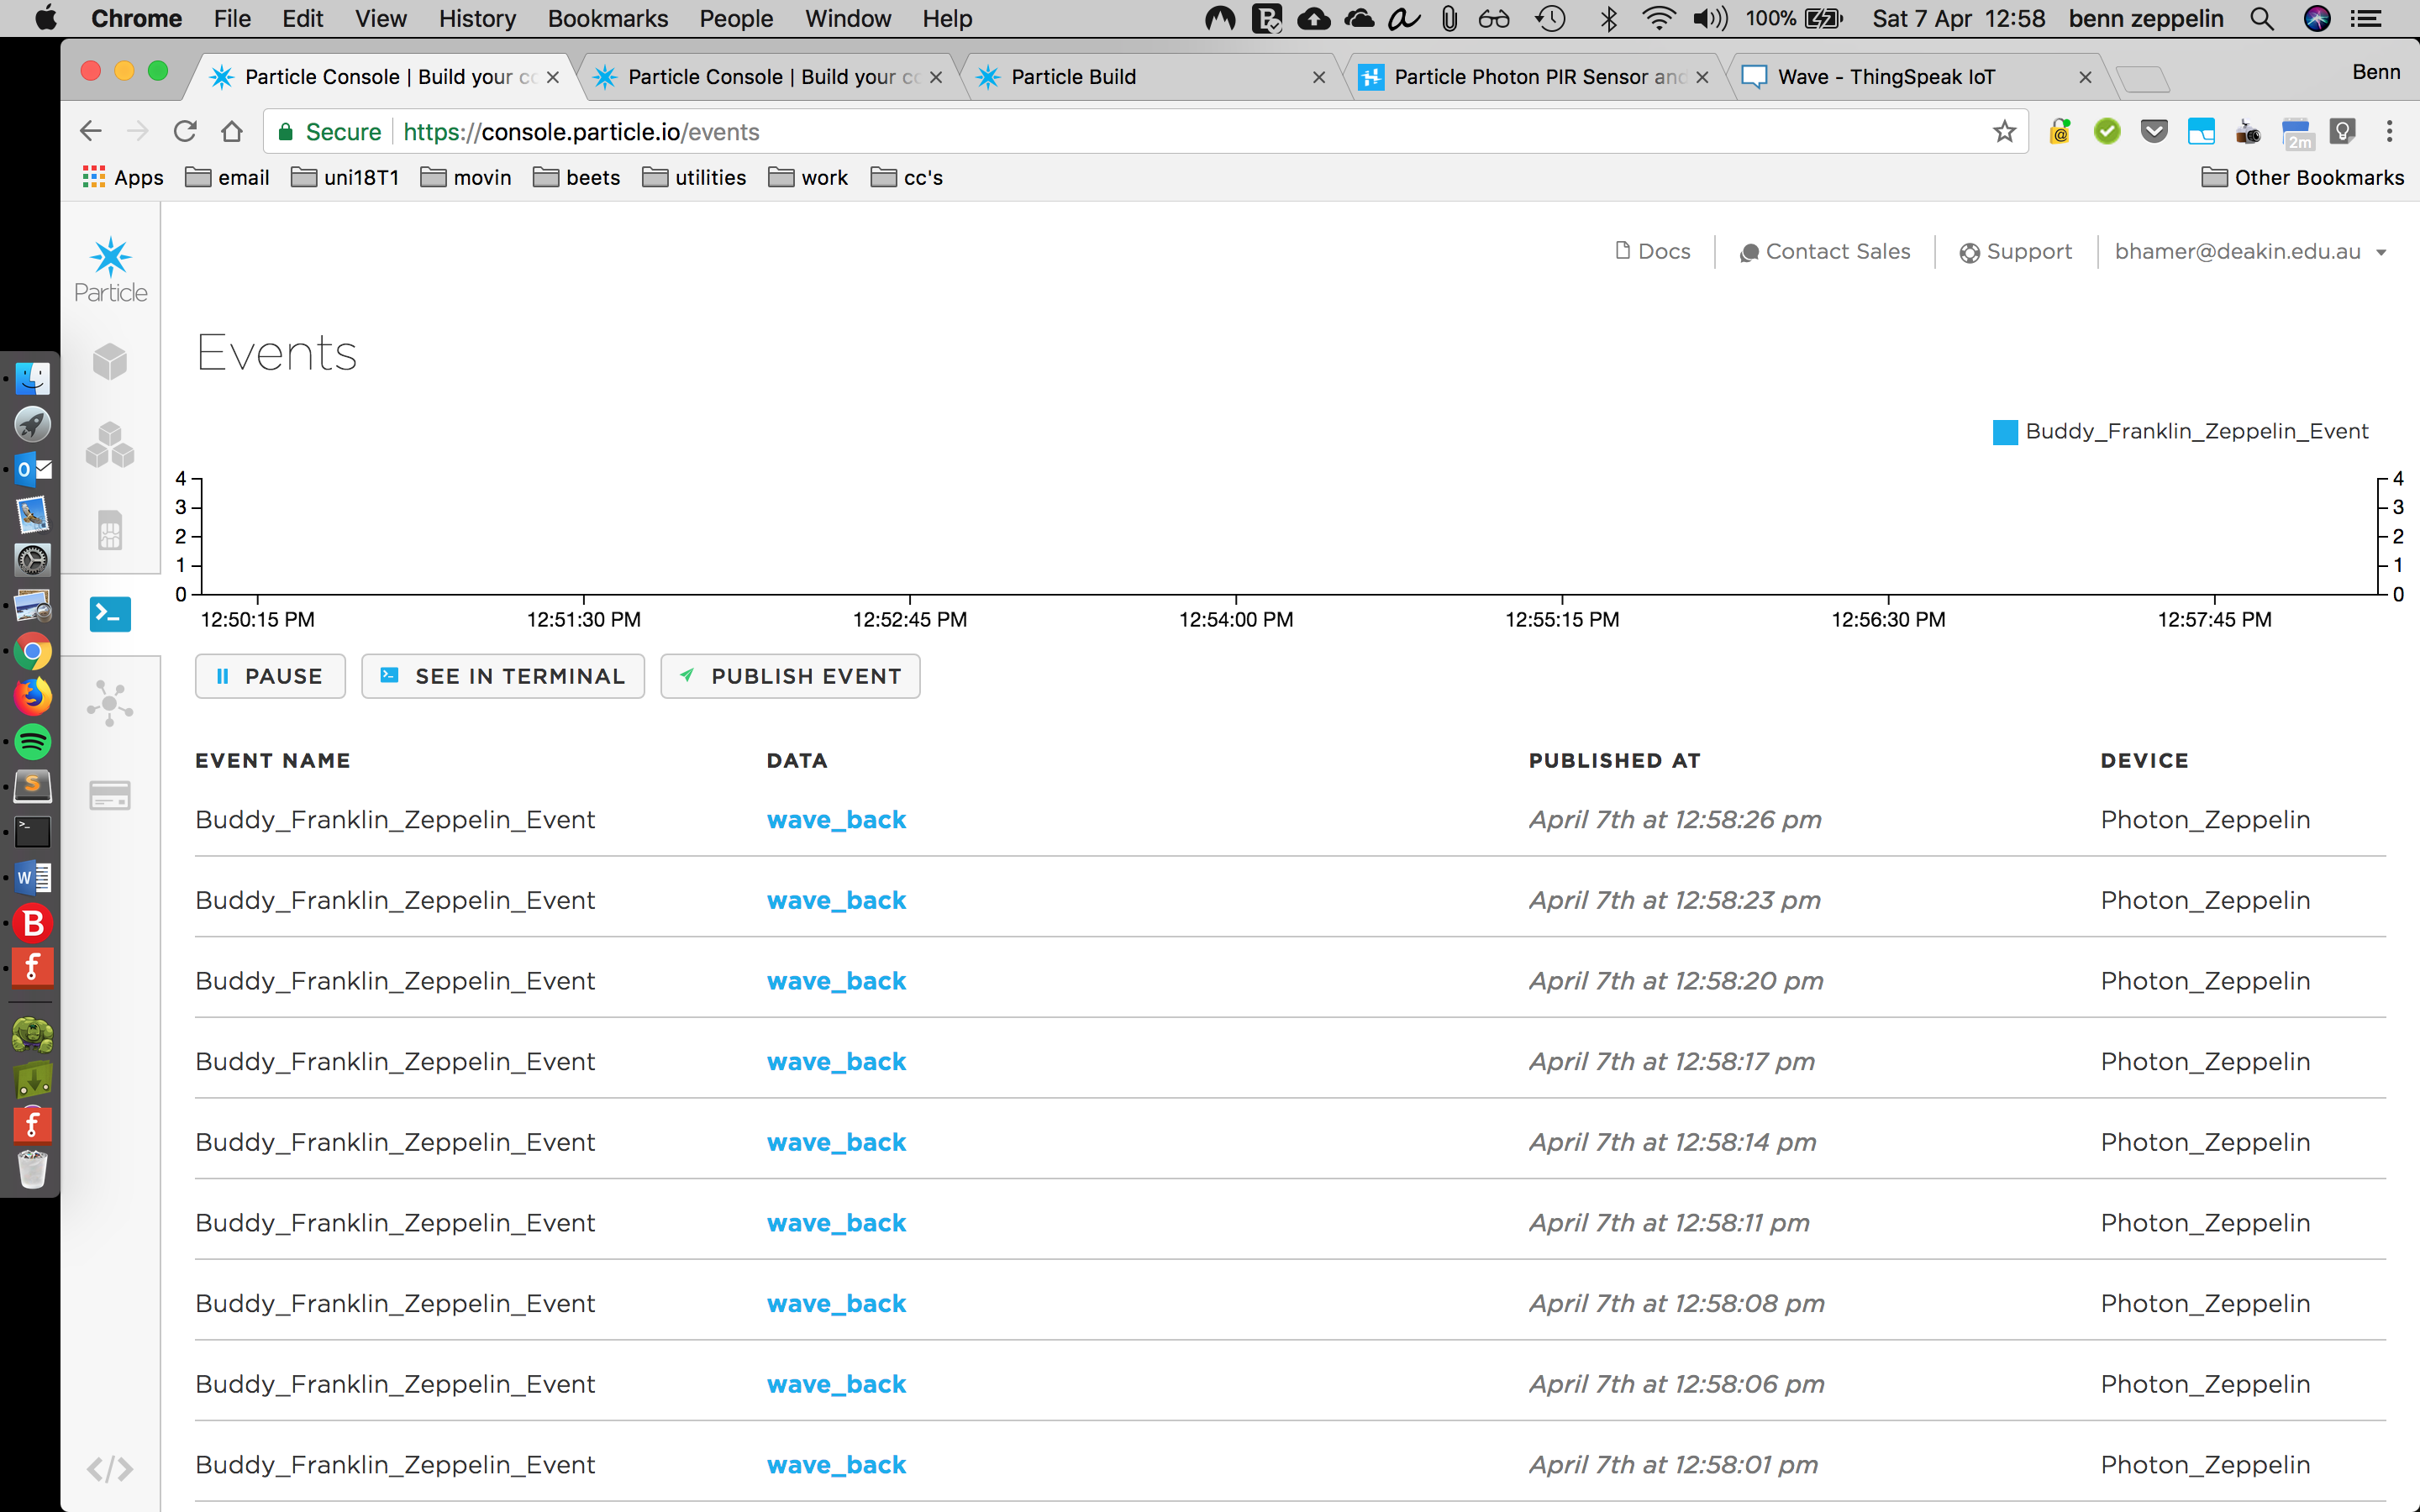 Chrome File Edit View History Bookmarks People Window Help 100% Sat 7 Apr 12:58 benn zeppelin
Particle Console | Build your co Particle Console | Build your co Particle Build Particle Photon PIR Sensor and Wave - ThingSpeak IoT Benn
Secure https://console.particle.io/events 2m
Apps email uni18T1 movin beets utilities work cc's Other Bookmarks
Docs Contact Sales Support bhamer@deakin.edu.au
Particle
Events
Buddy_Franklin_Zeppelin_Event
4 4
3 3
2 2
1 1
0 0
12:50:15 PM 12:51:30 PM 12:52:45 PM 12:54:00 PM 12:55:15 PM 12:56:30 PM 12:57:45 PM
PAUSE SEE IN TERMINAL PUBLISH EVENT
EVENT NAME DATA PUBLISHED AT DEVICE
Buddy_Franklin_Zeppelin_Event wave_back April 7th at 12:58:26 pm Photon_Zeppelin
Buddy_Franklin_Zeppelin_Event wave_back April 7th at 12:58:23 pm Photon_Zeppelin
Buddy_Franklin_Zeppelin_Event wave_back April 7th at 12:58:20 pm Photon_Zeppelin
Buddy_Franklin_Zeppelin_Event wave_back April 7th at 12:58:17 pm Photon_Zeppelin
Buddy_Franklin_Zeppelin_Event wave_back April 7th at 12:58:14 pm Photon_Zeppelin
Buddy_Franklin_Zeppelin_Event wave_back April 7th at 12:58:11 pm Photon_Zeppelin
Buddy_Franklin_Zeppelin_Event wave_back April 7th at 12:58:08 pm Photon_Zeppelin
Buddy_Franklin_Zeppelin_Event wave_back April 7th at 12:58:06 pm Photon_Zeppelin
Buddy_Franklin_Zeppelin_Event wave_back April 7th at 12:58:01 pm Photon_Zeppelin